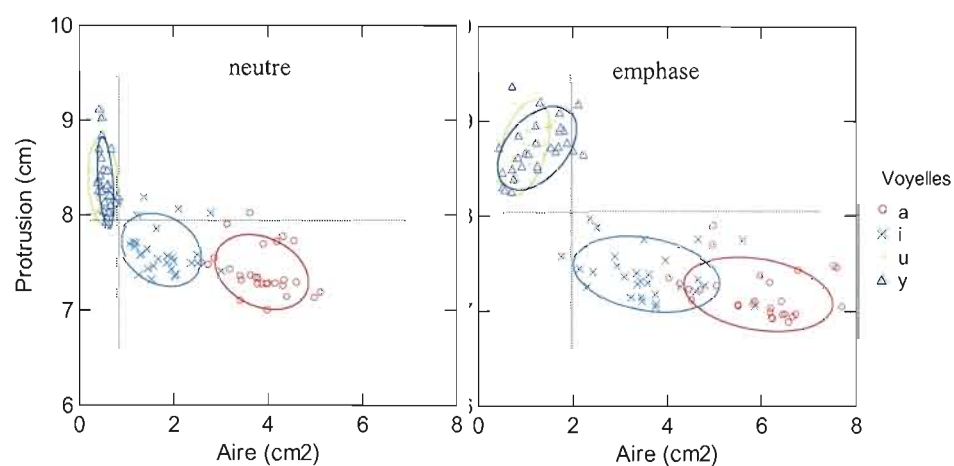 neutre
emphase
Protrusion (cm)
10
9
8
7
6
0 2 4 6 8
Aire (cm2)
0 2 4 6 8
Aire (cm2)
Voyelles
a
i
u
y